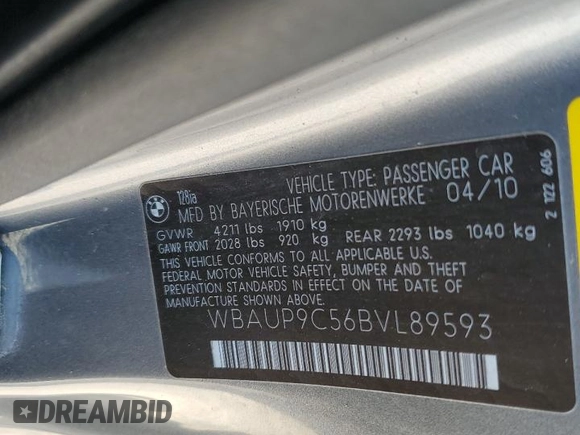 128ia
VEHICLE TYPE: PASSENGER CAR
MFD BY BAYERISCHE MOTORENWERKE 04/10
GVWR 4211 lbs 1910 kg
GAWR FRONT 2028 lbs 920 kg REAR 2293 lbs 1040 kg
THIS VEHICLE CONFORMS TO ALL APPLICABLE U.S.
FEDERAL MOTOR VEHICLE SAFETY, BUMPER AND THEFT
PREVENTION STANDARDS IN EFFECT ON THE DATE OF
MANUFACTURE SHOWN ABOVE.
WBAUP9C56BVL89593
2 122 606
DREAMBID